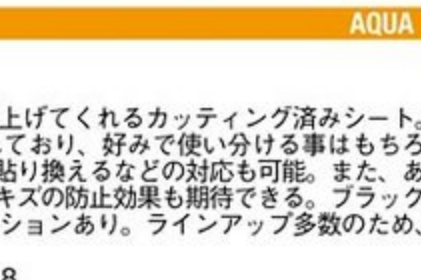 AQUA
上げてくれるカッティング済みシート。
ており、好みで使い分ける事はもちろ
貼り換えるなどの対応も可能。また、あ
キズの防止効果も期待できる。ブラック
ションあり。ラインアップ多数のため、
8